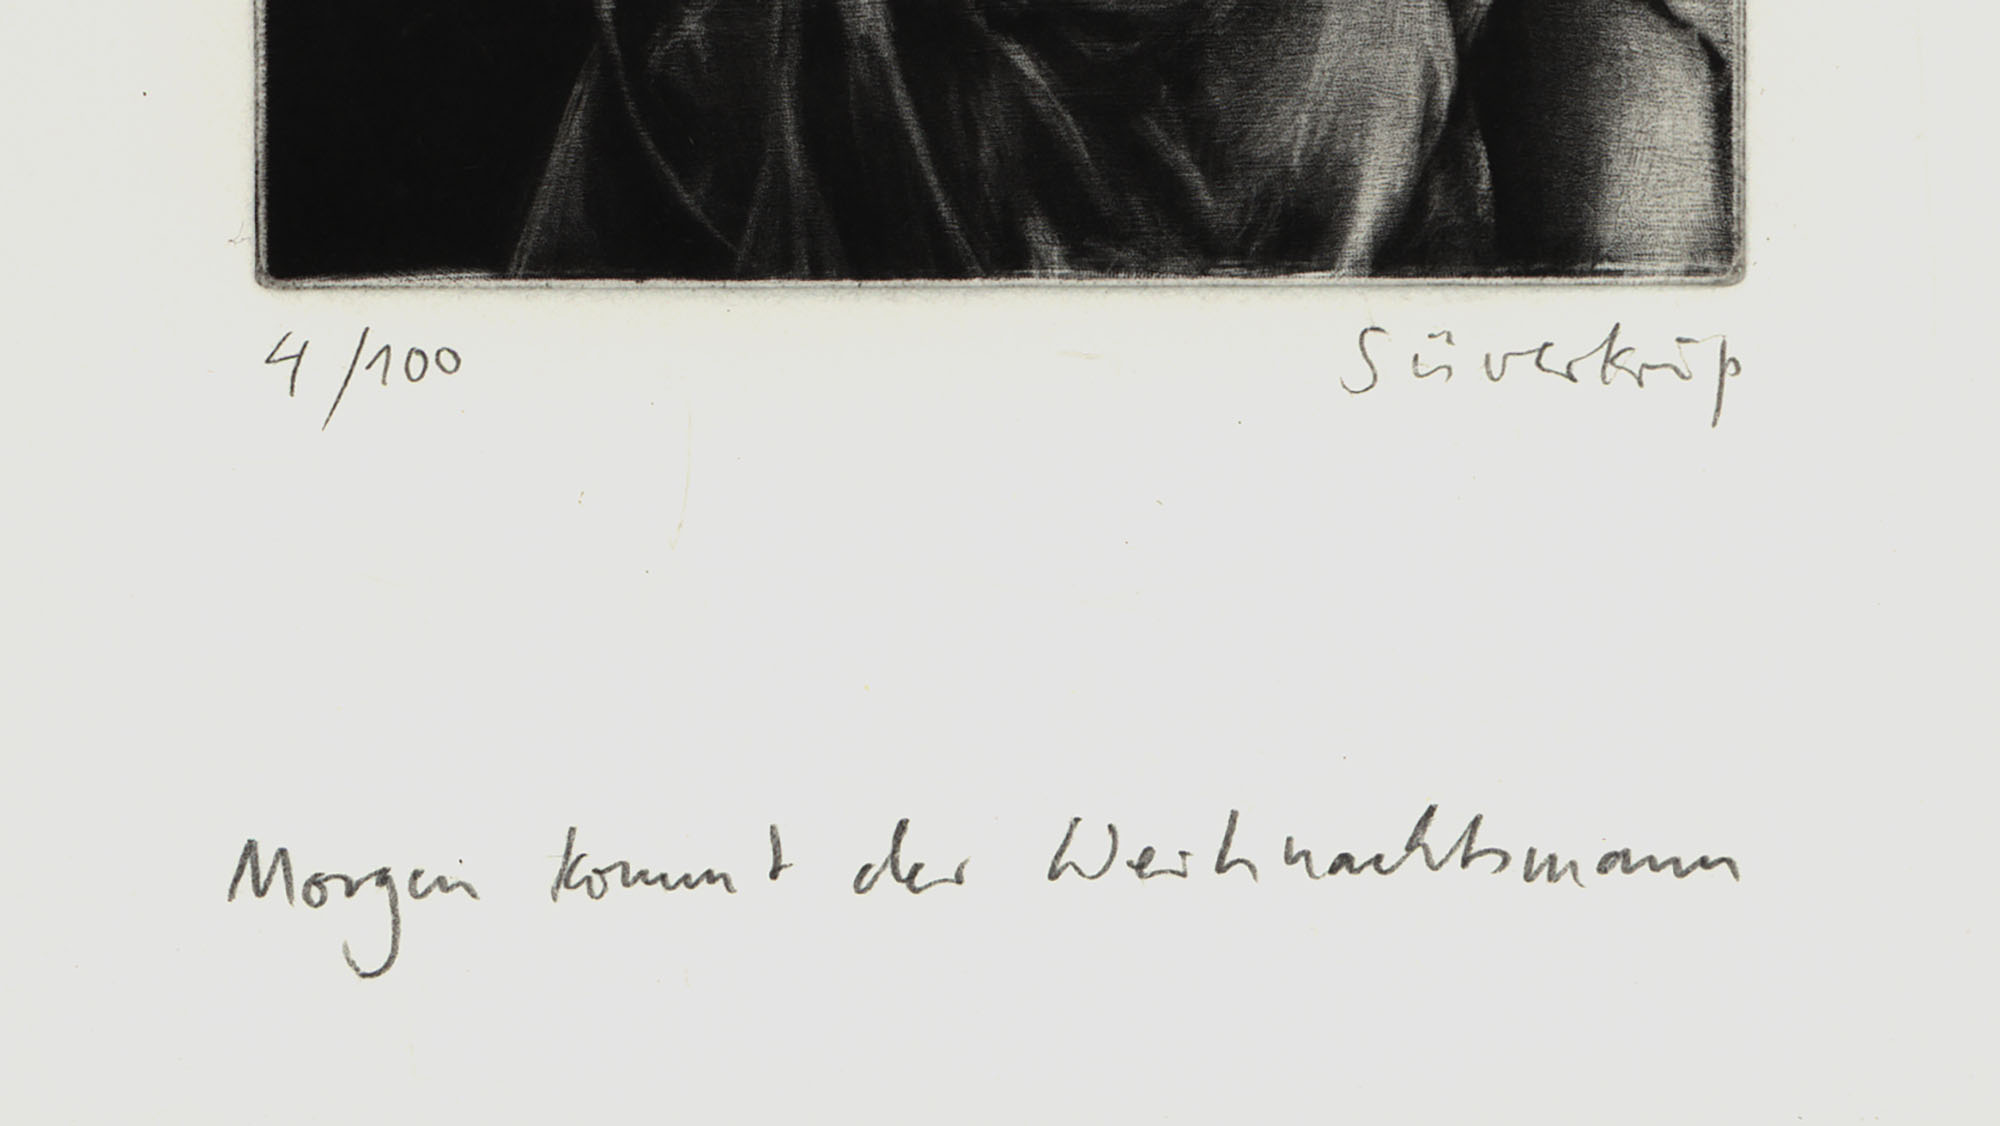 4/100 Süverkrüp
Morgen kommt der Weihnachtsmann